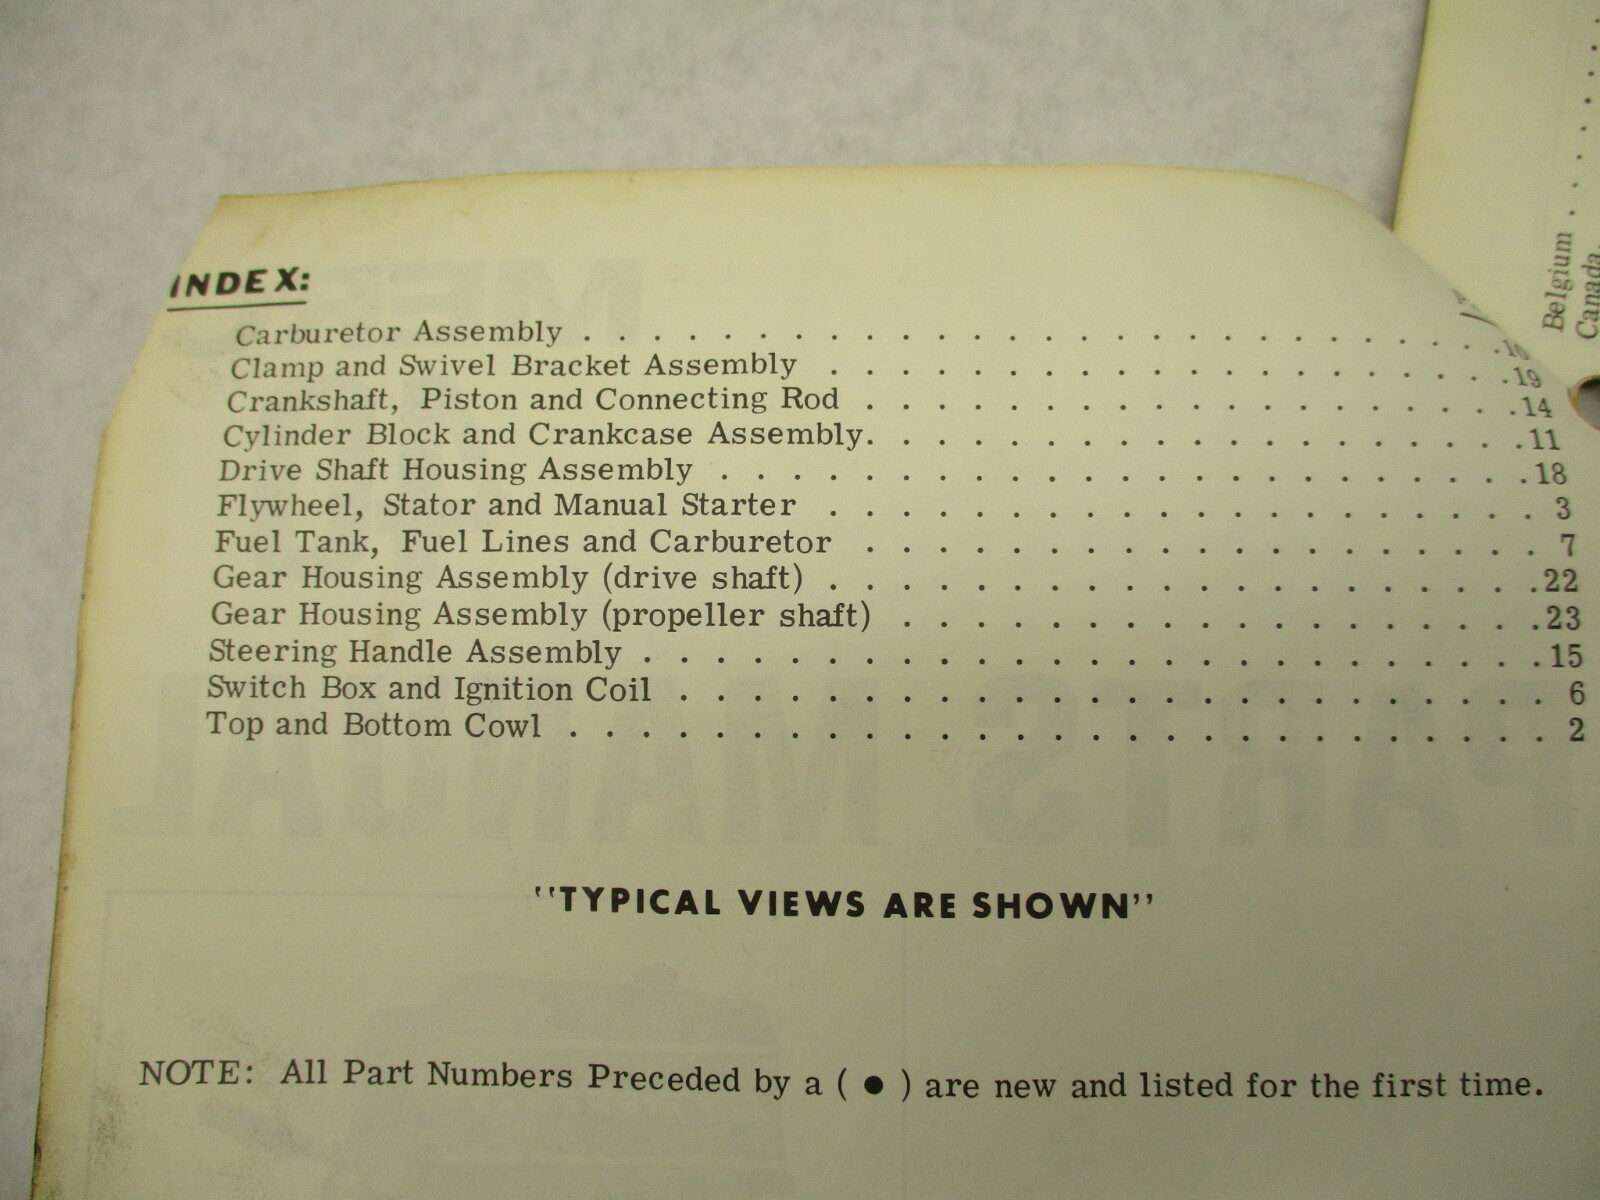 INDEX:
Carburetor Assembly . . . . . . . . . . . . . . . . . . . . . . . . . . .
Clamp and Swivel Bracket Assembly . . . . . . . . . . . . . . . . . . . . 19
Crankshaft, Piston and Connecting Rod . . . . . . . . . . . . . . . . . . . 14
Cylinder Block and Crankcase Assembly. . . . . . . . . . . . . . . . . . . 11
Drive Shaft Housing Assembly . . . . . . . . . . . . . . . . . . . . . . . 18
Flywheel, Stator and Manual Starter . . . . . . . . . . . . . . . . . . . . 3
Fuel Tank, Fuel Lines and Carburetor . . . . . . . . . . . . . . . . . . . 7
Gear Housing Assembly (drive shaft) . . . . . . . . . . . . . . . . . . . . 22
Gear Housing Assembly (propeller shaft) . . . . . . . . . . . . . . . . . . 23
Steering Handle Assembly . . . . . . . . . . . . . . . . . . . . . . . . . 15
Switch Box and Ignition Coil . . . . . . . . . . . . . . . . . . . . . . . . 6
Top and Bottom Cowl . . . . . . . . . . . . . . . . . . . . . . . . . . . 2
"TYPICAL VIEWS ARE SHOWN"
NOTE: All Part Numbers Preceded by a ( ● ) are new and listed for the first time.
Belgium . . . . . .
Canada.
PARTS MANUAL